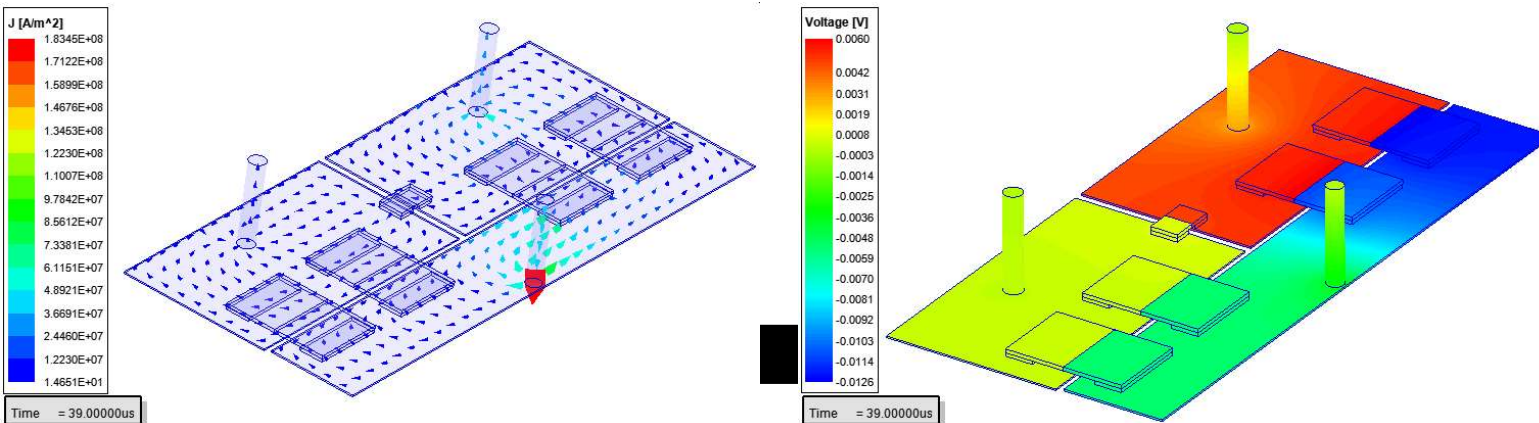 J [A/m^2]
1.8345E+08
1.7122E+08
1.5899E+08
1.4676E+08
1.3453E+08
1.2230E+08
1.1007E+08
9.7842E+07
8.5612E+07
7.3381E+07
6.1151E+07
4.8921E+07
3.6691E+07
2.4460E+07
1.2230E+07
1.4651E+01
Time = 39.00000us
Voltage [V]
0.0060
0.0042
0.0031
0.0019
0.0008
-0.0003
-0.0014
-0.0025
-0.0036
-0.0048
-0.0059
-0.0070
-0.0081
-0.0092
-0.0103
-0.0114
-0.0126
Time = 39.00000us